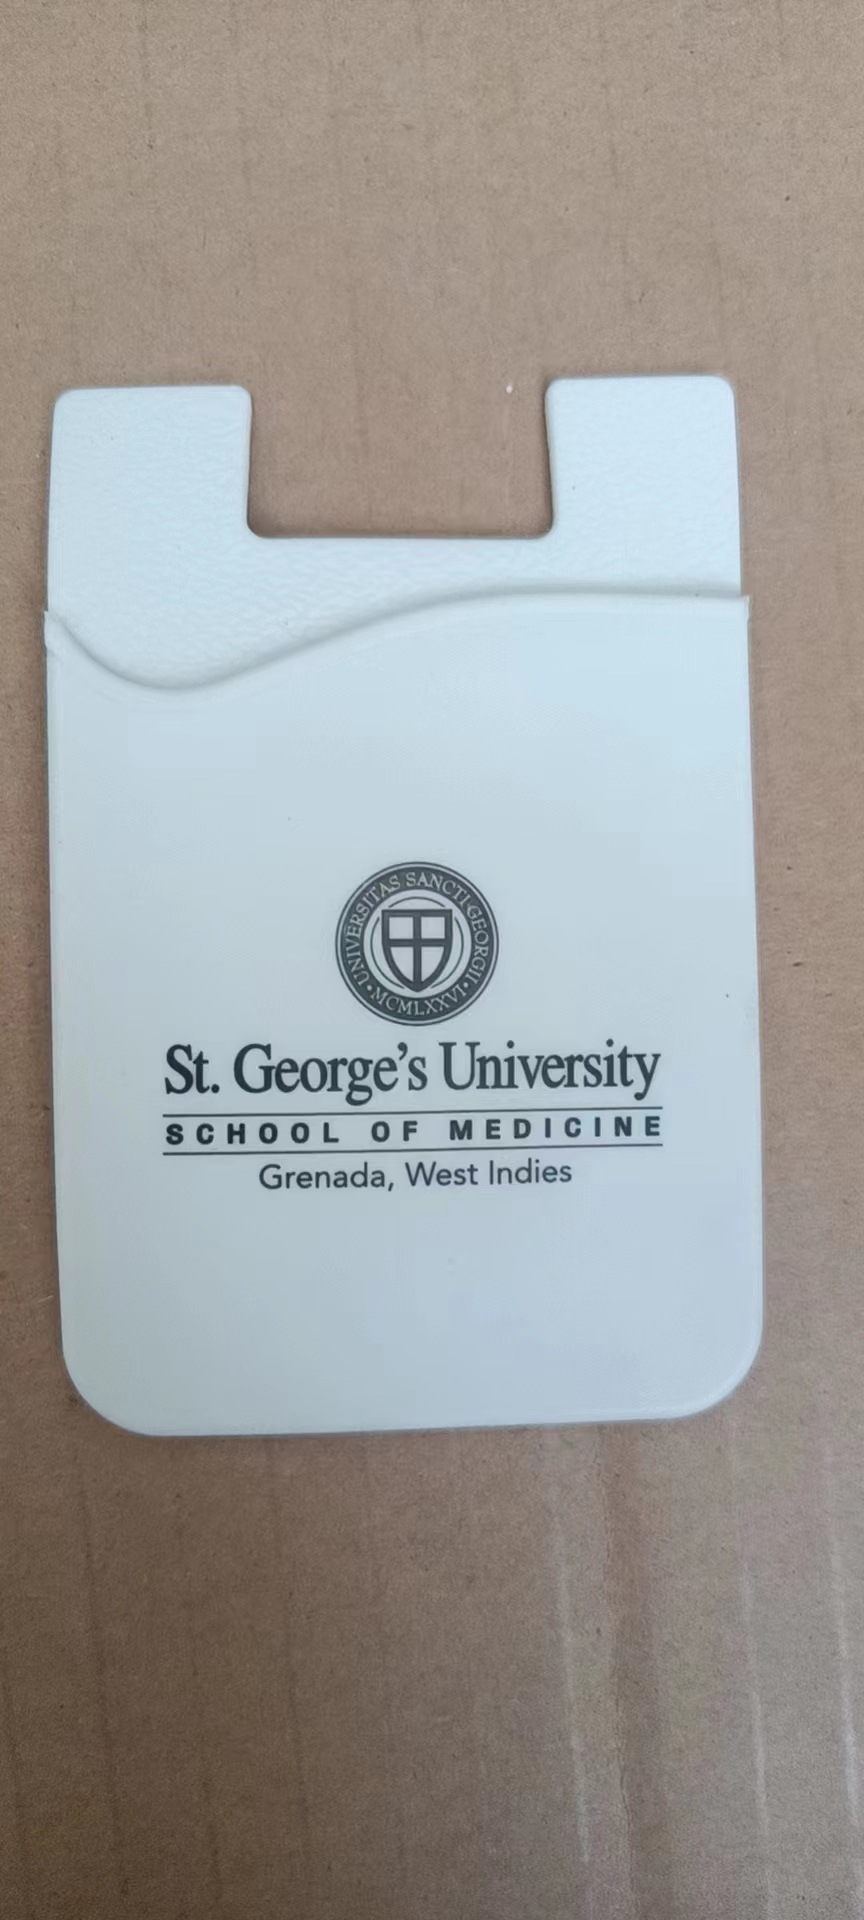 UNIVERSITAS SANCTI GEORGII
• MCMLXXVI •
St. George's University
SCHOOL OF MEDICINE
Grenada, West Indies